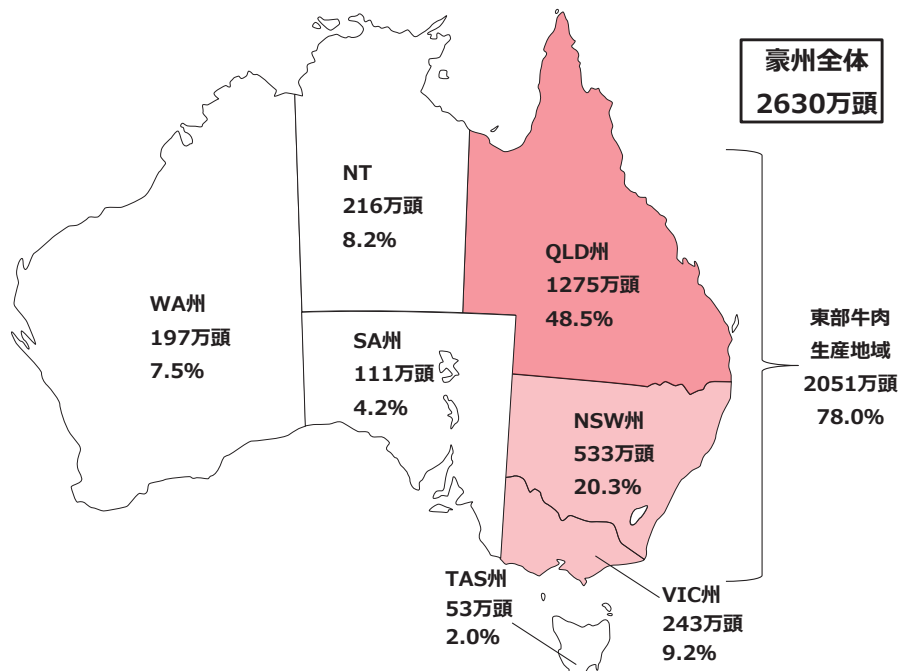 豪州全体
2630万頭
NT
216万頭
8.2%
QLD州
1275万頭
48.5%
WA州
197万頭
7.5%
SA州
111万頭
4.2%
東部牛肉
生産地域
2051万頭
78.0%
NSW州
533万頭
20.3%
TAS州
53万頭
2.0%
VIC州
243万頭
9.2%